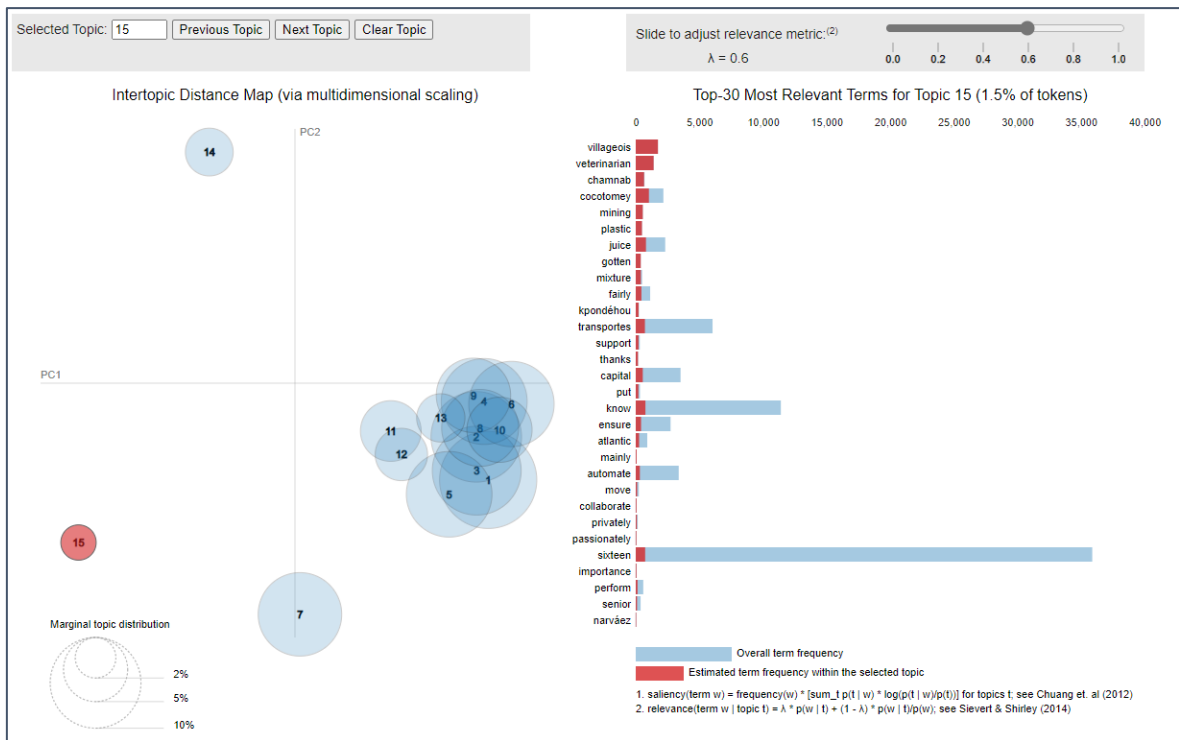 Selected Topic: 15 Previous Topic Next Topic Clear Topic
Slide to adjust relevance metric:(2)
λ = 0.6
0.0 0.2 0.4 0.6 0.8 1.0
Intertopic Distance Map (via multidimensional scaling)
PC2
PC1
14
9
4
6
13
11
8
10
2
12
3
1
5
15
7
Marginal topic distribution
2%
5%
10%
Top-30 Most Relevant Terms for Topic 15 (1.5% of tokens)
0 5,000 10,000 15,000 20,000 25,000 30,000 35,000 40,000
villageois
veterinarian
chamnab
cocotomey
mining
plastic
juice
gotten
mixture
fairly
kpondéhou
transportes
support
thanks
capital
put
know
ensure
atlantic
mainly
automate
move
collaborate
privately
passionately
sixteen
importance
perform
senior
narváez
Overall term frequency
Estimated term frequency within the selected topic
1. saliency(term w) = frequency(w) * [sum_t p(t | w) * log(p(t | w)/p(t))] for topics t; see Chuang et. al (2012)
2. relevance(term w | topic t) = λ * p(w | t) + (1 - λ) * p(w | t)/p(w); see Sievert & Shirley (2014)